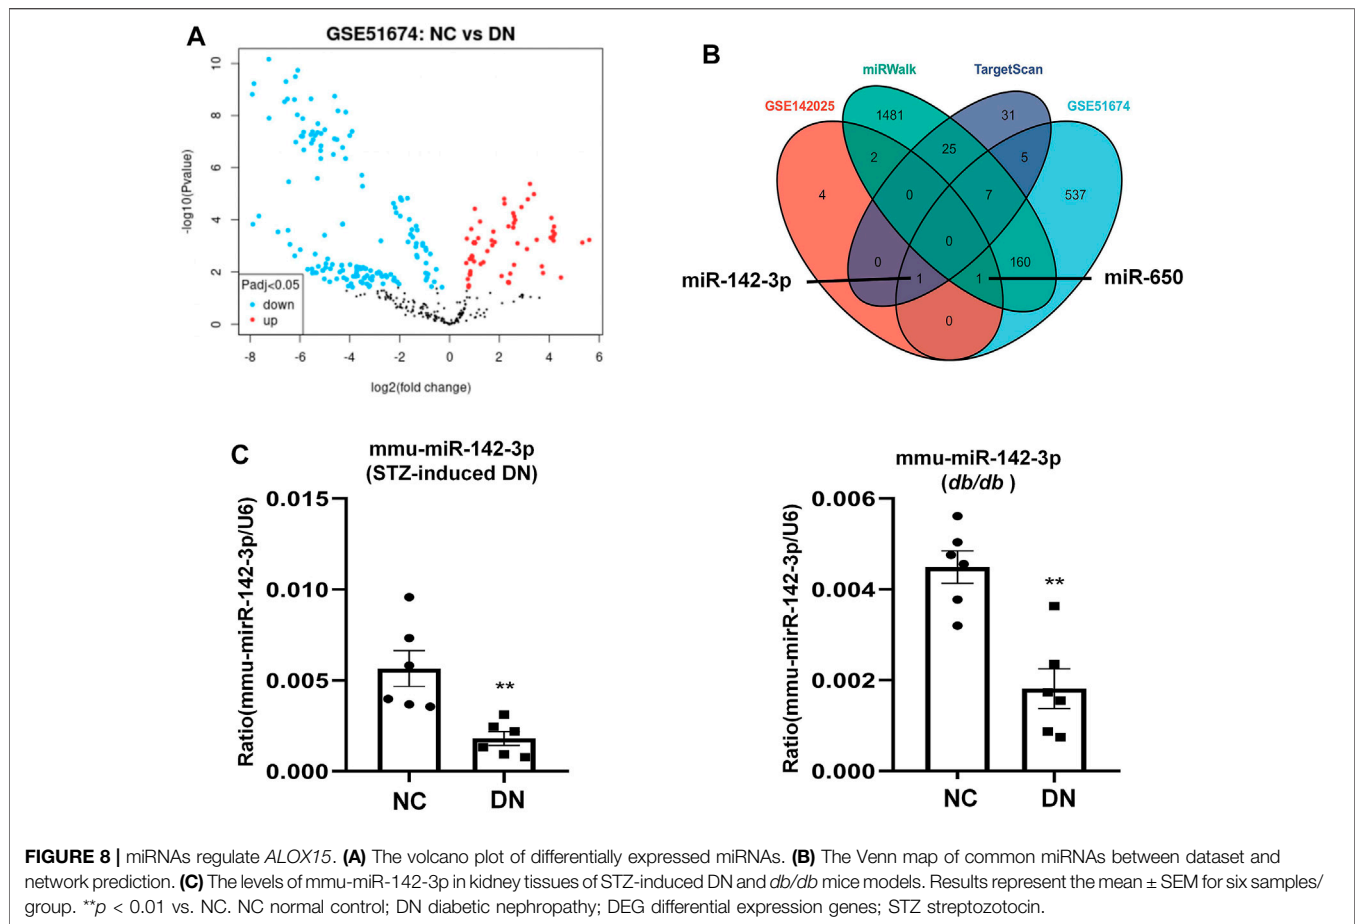 A
GSE51674: NC vs DN
-log10(Pvalue)
10
8
6
4
2
0
Padj<0.05
down
up
-8
-6
-4
-2
0
2
4
6
log2(fold change)
B
miRWalk
TargetScan
GSE142025
GSE51674
1481
31
2
25
5
4
0
7
537
0
0
160
1
1
0
miR-142-3p
miR-650
C
mmu-miR-142-3p
(STZ-induced DN)
Ratio(mmu-mirR-142-3p/U6)
0.015
0.010
0.005
0.000
**
NC
DN
mmu-miR-142-3p
(db/db )
Ratio(mmu-mirR-142-3p/U6)
0.006
0.004
0.002
0.000
**
NC
DN
FIGURE 8 | miRNAs regulate ALOX15. (A) The volcano plot of differentially expressed miRNAs. (B) The Venn map of common miRNAs between dataset and
network prediction. (C) The levels of mmu-miR-142-3p in kidney tissues of STZ-induced DN and db/db mice models. Results represent the mean ± SEM for six samples/
group. **p < 0.01 vs. NC. NC normal control; DN diabetic nephropathy; DEG differential expression genes; STZ streptozotocin.